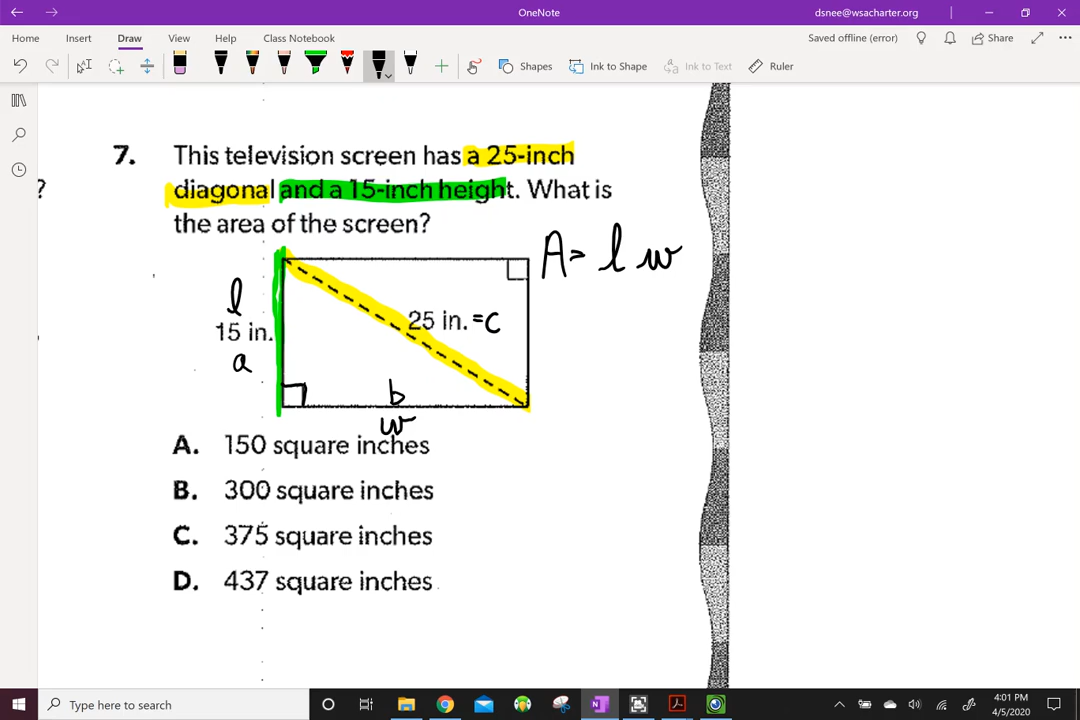 OneNote
dsnee@wsacharter.org
Home Insert Draw View Help Class Notebook
Saved offline (error)
Share
Shapes
Ink to Shape
Ink to Text
Ruler
?
7. This television screen has a 25-inch
diagonal and a 15-inch height. What is
the area of the screen?
A= l w
l
15 in.
a
25 in. =c
b
w
A. 150 square inches
B. 300 square inches
C. 375 square inches
D. 437 square inches
Type here to search
4:01 PM
4/5/2020